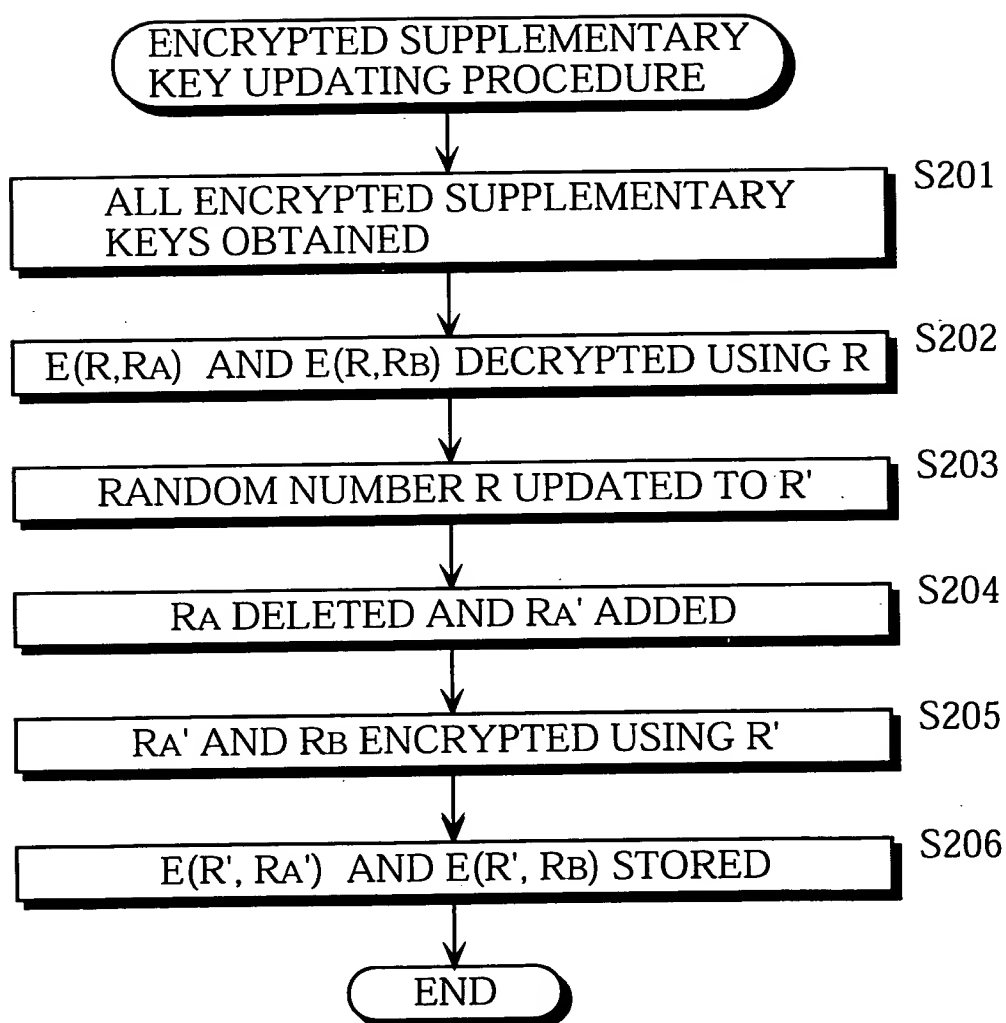 ENCRYPTED SUPPLEMENTARY
KEY UPDATING PROCEDURE
S201
ALL ENCRYPTED SUPPLEMENTARY
KEYS OBTAINED
S202
E(R,RA) AND E(R,RB) DECRYPTED USING R
S203
RANDOM NUMBER R UPDATED TO R'
S204
RA DELETED AND RA' ADDED
S205
RA' AND RB ENCRYPTED USING R'
S206
E(R', RA') AND E(R', RB) STORED
END